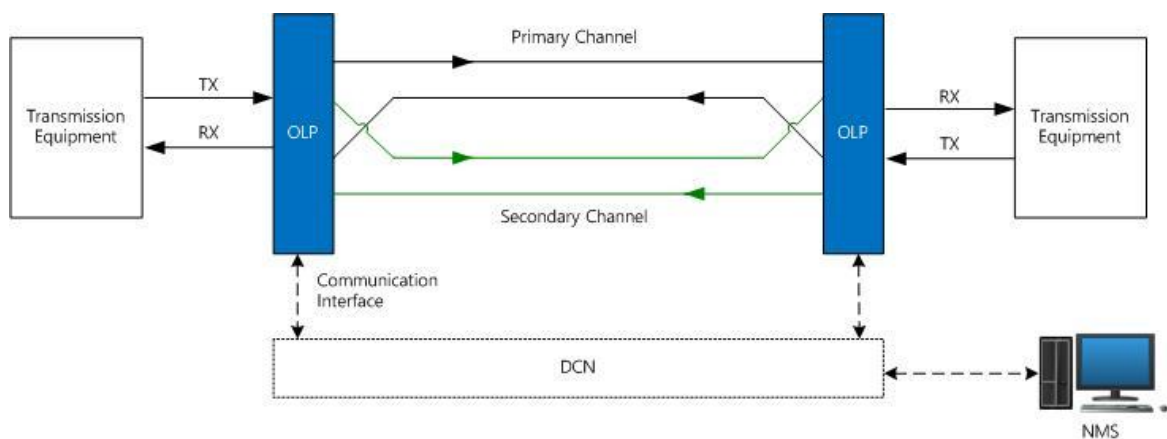 Primary Channel
TX
RX
Transmission
Equipment
OLP
OLP
RX
TX
Transmission
Equipment
Secondary Channel
Communication
Interface
DCN
NMS